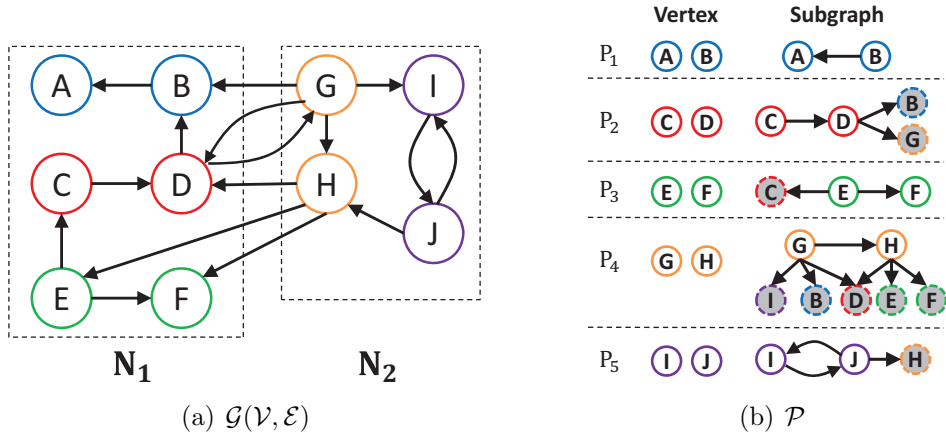 A B G I
C D H J
E F
N₁ N₂
(a) 𝒢(𝒱, ℰ)
Vertex Subgraph
P₁ A B A B
P₂ C D C D B G
P₃ E F C E F
P₄ G H G H
I B D E F
P₅ I J I J H
(b) 𝒫